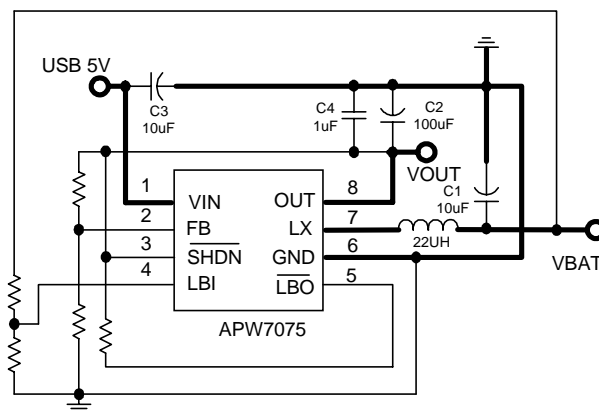 USB 5V
C3
10uF
C4
1uF
C2
100uF
VOUT
C1
10uF
1
VIN
OUT
8
2
FB
LX
7
22UH
3
SHDN
GND
6
4
LBI
LBO
5
VBAT
APW7075